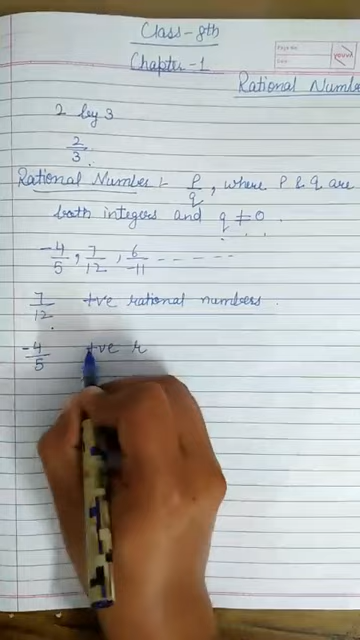 Class-8th
Chapter-1
Rational Numbe
2 by 3
2/3.
Rational Number :- P/q, where P & q are
both integers and q ≠ 0.
-4/5, 7/12, 6/-11 ------
7/12. +ve rational numbers.
-4/5 +ve r